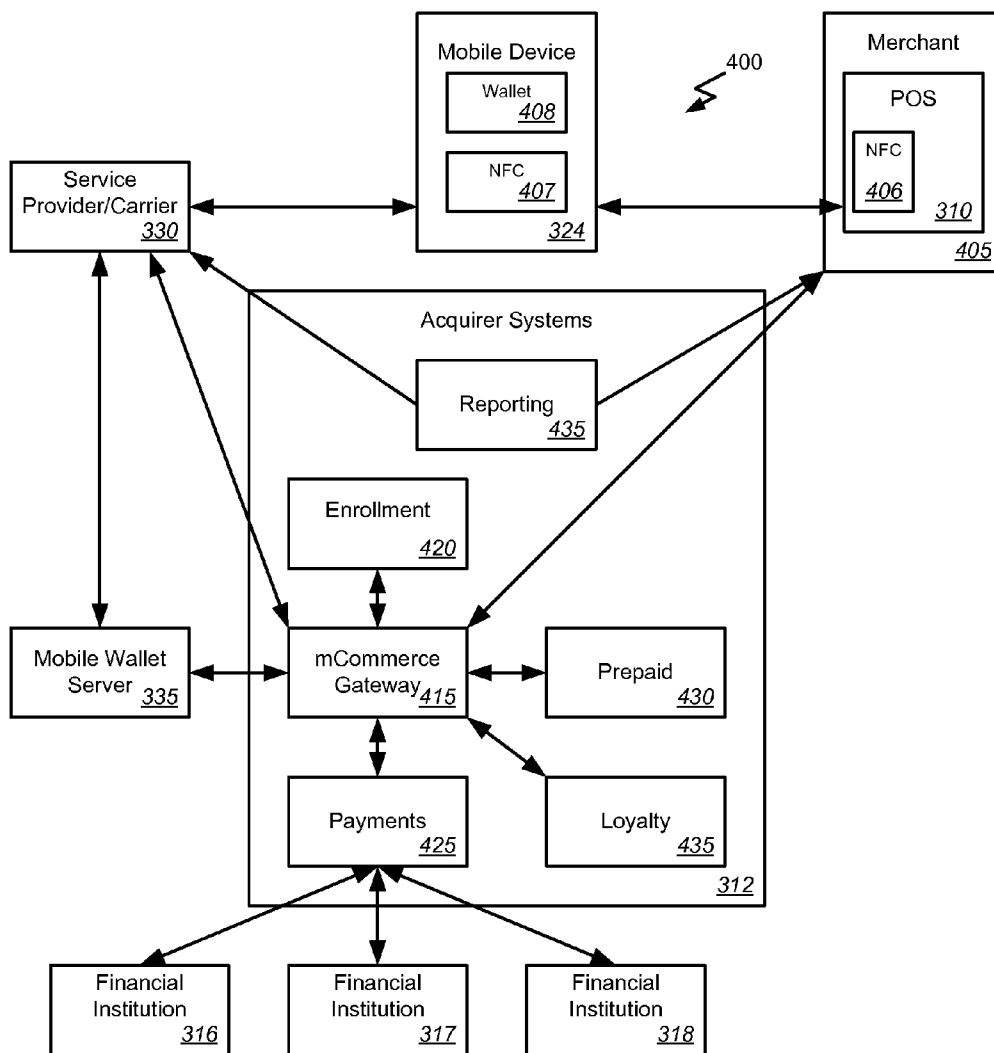 Mobile Device
Wallet
408
NFC
407
324
400
Merchant
POS
NFC
406
310
405
Service
Provider/Carrier
330
Acquirer Systems
Reporting
435
Enrollment
420
Mobile Wallet
Server
335
mCommerce
Gateway
415
Prepaid
430
Payments
425
Loyalty
435
312
Financial
Institution
316
Financial
Institution
317
Financial
Institution
318